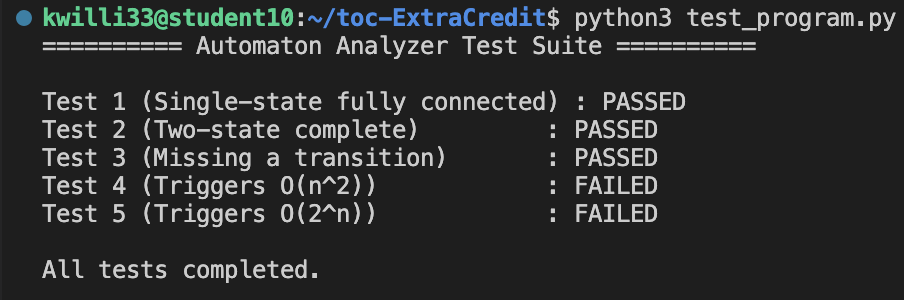 kwilli33@student10:~/toc-ExtraCredit$ python3 test_program.py
========== Automaton Analyzer Test Suite ==========
Test 1 (Single-state fully connected) : PASSED
Test 2 (Two-state complete)         : PASSED
Test 3 (Missing a transition)       : PASSED
Test 4 (Triggers O(n^2))            : FAILED
Test 5 (Triggers O(2^n))            : FAILED
All tests completed.